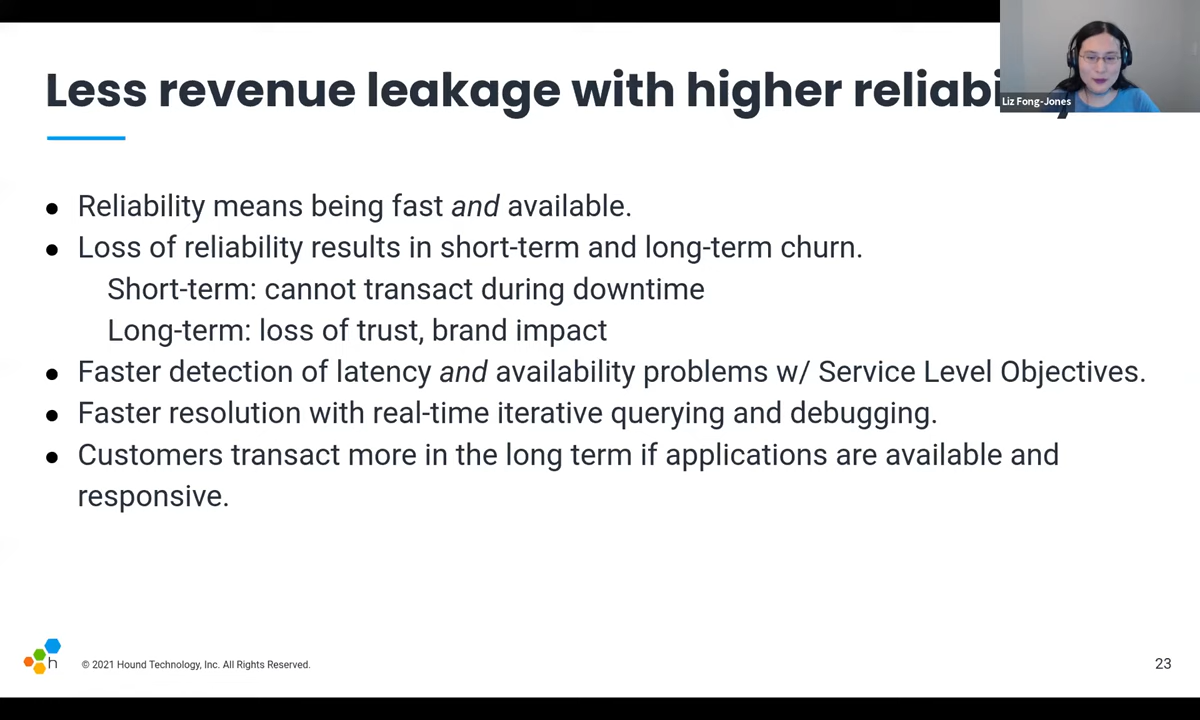 Less revenue leakage with higher
Liz Fong-Jones
● Reliability means being fast and available.
● Loss of reliability results in short-term and long-term churn.
Short-term: cannot transact during downtime
Long-term: loss of trust, brand impact
● Faster detection of latency and availability problems w/ Service Level Objectives.
● Faster resolution with real-time iterative querying and debugging.
● Customers transact more in the long term if applications are available and
responsive.
h
© 2021 Hound Technology, Inc. All Rights Reserved.
23